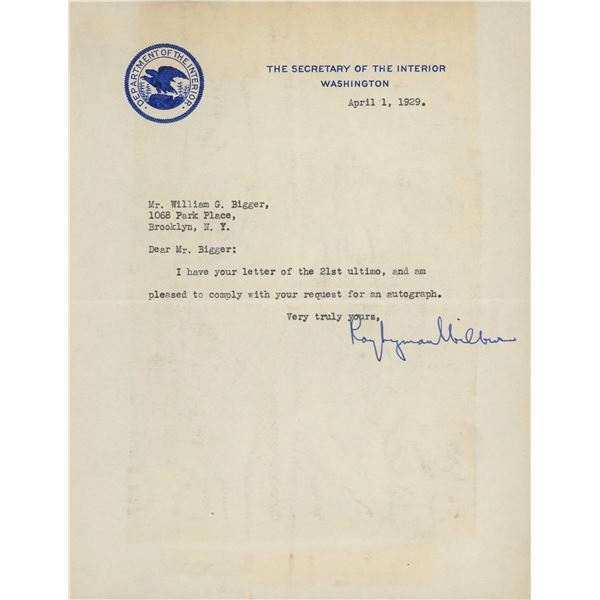 DEPARTMENT OF THE INTERIOR
THE SECRETARY OF THE INTERIOR
WASHINGTON
April 1, 1929.
Mr. William G. Bigger,
1068 Park Place,
Brooklyn, N. Y.
Dear Mr. Bigger:
I have your letter of the 21st ultimo, and am
pleased to comply with your request for an autograph.
Very truly yours,
Ray Lyman Wilbur